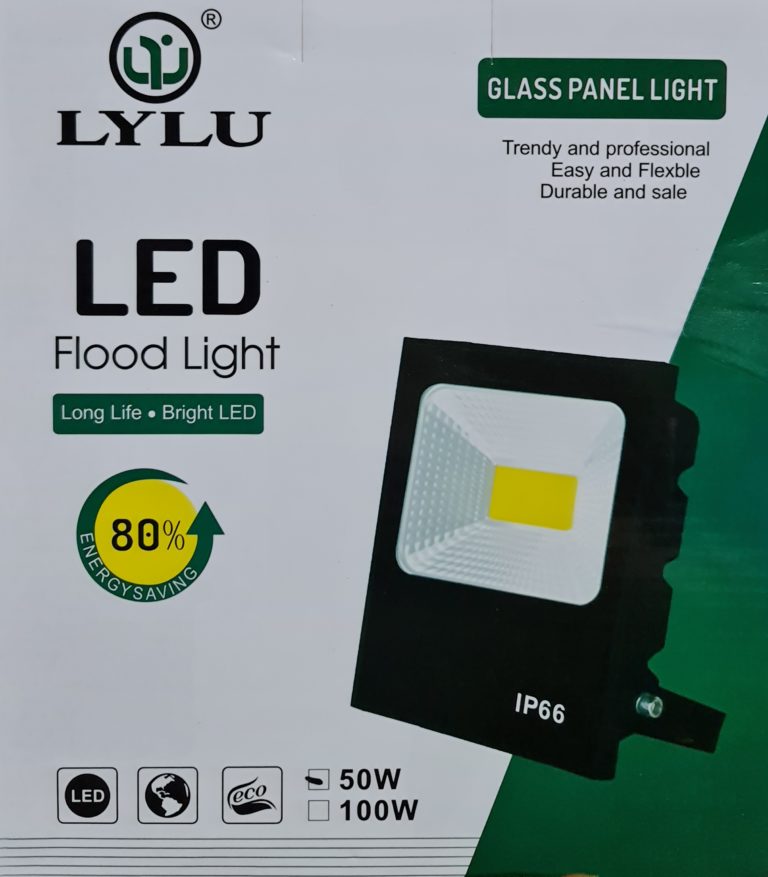 ®
LYLU
GLASS PANEL LIGHT
Trendy and professional
Easy and Flexble
Durable and sale
LED
Flood Light
Long Life • Bright LED
80%
ENERGYSAVING
IP66
LED
eco
50W
100W